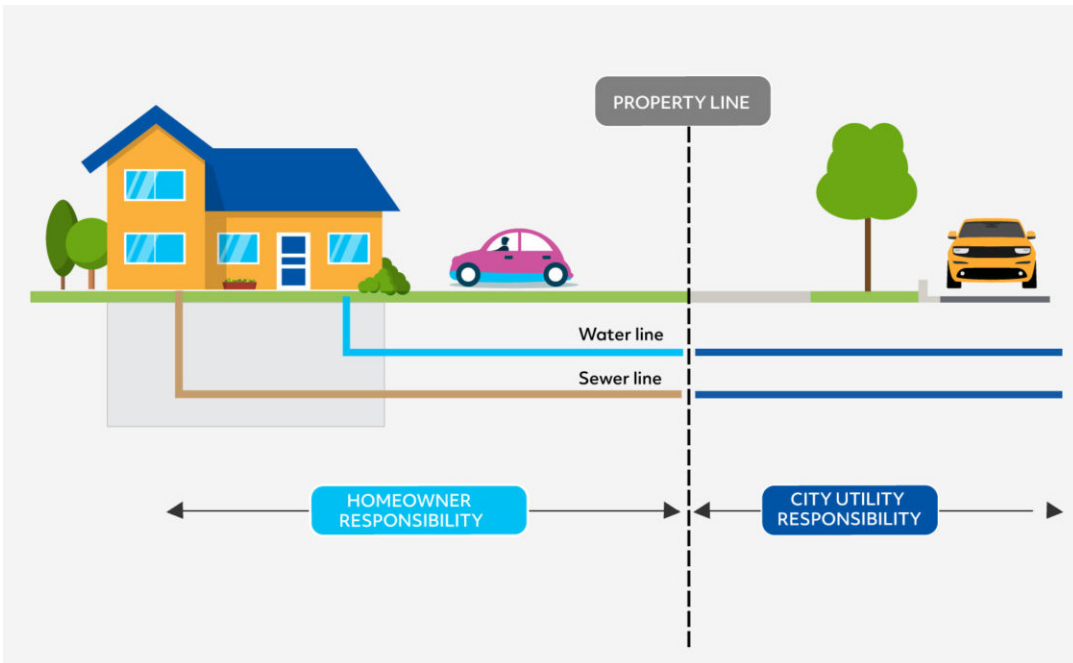 PROPERTY LINE
Water line
Sewer line
HOMEOWNER
RESPONSIBILITY
CITY UTILITY
RESPONSIBILITY